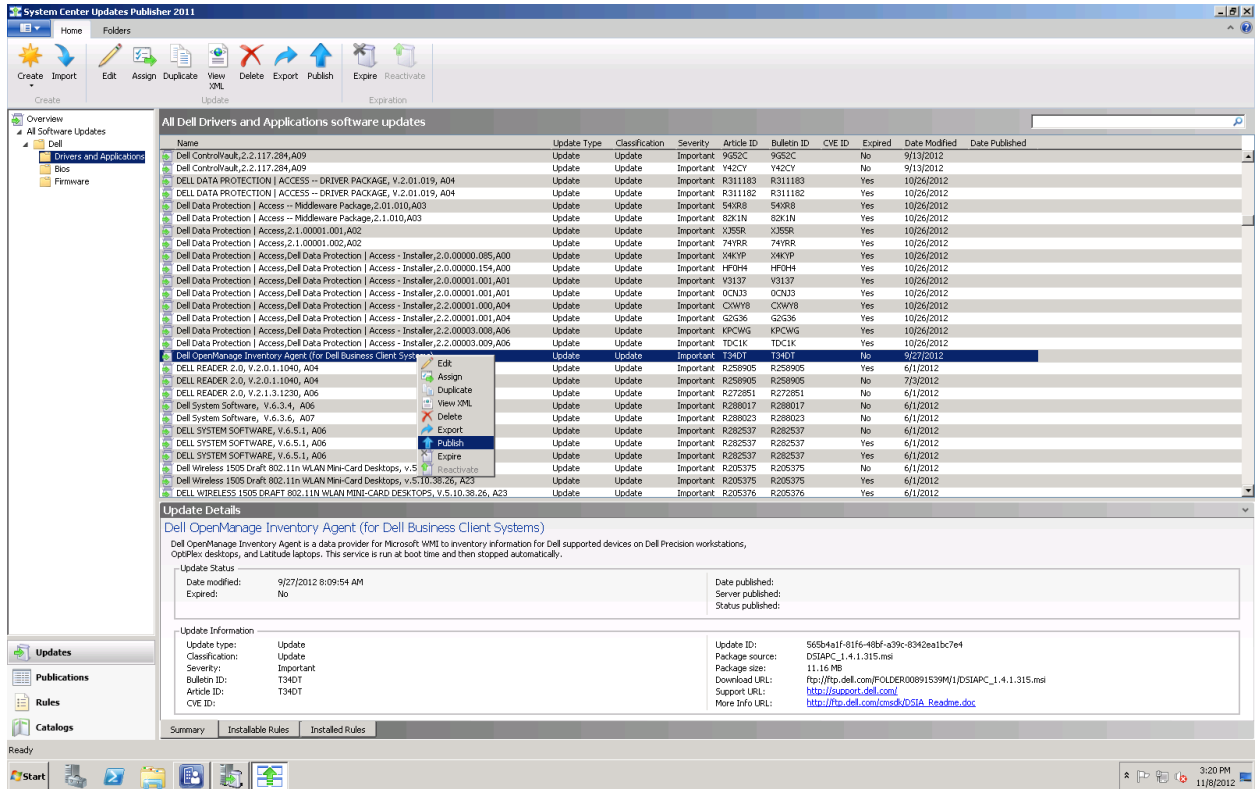 System Center Updates Publisher 2011
Home Folders
Create Import Edit Assign Duplicate View XML Delete Export Publish Expire Reactivate
Create Update Expiration
Overview
All Software Updates
Dell
Drivers and Applications
Bios
Firmware
All Dell Drivers and Applications software updates
Name Update Type Classification Severity Article ID Bulletin ID CVE ID Expired Date Modified Date Published
Dell ControlVault,2.2.117.284,A09 Update Update Important 9G52C 9G52C No 9/13/2012
Dell ControlVault,2.2.117.284,A09 Update Update Important Y42CY Y42CY No 9/13/2012
DELL DATA PROTECTION | ACCESS -- DRIVER PACKAGE, V.2.01.019, A04 Update Update Important R311183 R311183 Yes 10/26/2012
DELL DATA PROTECTION | ACCESS -- DRIVER PACKAGE, V.2.01.019, A04 Update Update Important R311182 R311182 Yes 10/26/2012
Dell Data Protection | Access -- Middleware Package,2.01.010,A03 Update Update Important 54XR8 54XR8 Yes 10/26/2012
Dell Data Protection | Access -- Middleware Package,2.1.010,A03 Update Update Important 82K1N 82K1N Yes 10/26/2012
Dell Data Protection | Access,2.1.00001.001,A02 Update Update Important XJ55R XJ55R Yes 10/26/2012
Dell Data Protection | Access,2.1.00001.002,A02 Update Update Important 74YRR 74YRR Yes 10/26/2012
Dell Data Protection | Access,Dell Data Protection | Access - Installer,2.0.00000.085,A00 Update Update Important X4KYP X4KYP Yes 10/26/2012
Dell Data Protection | Access,Dell Data Protection | Access - Installer,2.0.00000.154,A00 Update Update Important HF0H4 HF0H4 Yes 10/26/2012
Dell Data Protection | Access,Dell Data Protection | Access - Installer,2.0.00001.001,A01 Update Update Important V3137 V3137 Yes 10/26/2012
Dell Data Protection | Access,Dell Data Protection | Access - Installer,2.0.00001.001,A01 Update Update Important 0CNJ3 0CNJ3 Yes 10/26/2012
Dell Data Protection | Access,Dell Data Protection | Access - Installer,2.2.00001.000,A04 Update Update Important CXWY8 CXWY8 Yes 10/26/2012
Dell Data Protection | Access,Dell Data Protection | Access - Installer,2.2.00001.001,A04 Update Update Important G2G36 G2G36 Yes 10/26/2012
Dell Data Protection | Access,Dell Data Protection | Access - Installer,2.2.00003.008,A06 Update Update Important KPCWG KPCWG Yes 10/26/2012
Dell Data Protection | Access,Dell Data Protection | Access - Installer,2.2.00003.009,A06 Update Update Important TDC1K TDC1K Yes 10/26/2012
Dell OpenManage Inventory Agent (for Dell Business Client Systems) Update Update Important T34DT T34DT No 9/27/2012
DELL READER 2.0, V.2.0.1.1040, A04 Update Update Important R258905 R258905 Yes 6/1/2012
DELL READER 2.0, V.2.0.1.1040, A04 Update Update Important R258905 R258905 No 7/3/2012
DELL READER 2.0, V.2.1.3.1230, A06 Update Update Important R272851 R272851 No 6/1/2012
Dell System Software, V.6.3.4, A06 Update Update Important R288017 R288017 No 6/1/2012
Dell System Software, V.6.3.6, A07 Update Update Important R288023 R288023 No 6/1/2012
DELL SYSTEM SOFTWARE, V.6.5.1, A06 Update Update Important R282537 R282537 No 6/1/2012
DELL SYSTEM SOFTWARE, V.6.5.1, A06 Update Update Important R282537 R282537 Yes 6/1/2012
DELL SYSTEM SOFTWARE, V.6.5.1, A06 Update Update Important R282537 R282537 Yes 6/1/2012
Dell Wireless 1505 Draft 802.11n WLAN Mini-Card Desktops, v.5 Update Update Important R205375 R205375 No 6/1/2012
Dell Wireless 1505 Draft 802.11n WLAN Mini-Card Desktops, v.5.10.38.26, A23 Update Update Important R205375 R205375 Yes 6/1/2012
DELL WIRELESS 1505 DRAFT 802.11N WLAN MINI-CARD DESKTOPS, V.5.10.38.26, A23 Update Update Important R205376 R205376 Yes 6/1/2012
Edit
Assign
Duplicate
View XML
Delete
Export
Publish
Expire
Reactivate
Update Details
Dell OpenManage Inventory Agent (for Dell Business Client Systems)
Dell OpenManage Inventory Agent is a data provider for Microsoft WMI to inventory information for Dell supported devices on Dell Precision workstations,
OptiPlex desktops, and Latitude laptops. This service is run at boot time and then stopped automatically.
Update Status
Date modified: 9/27/2012 8:09:54 AM
Expired: No
Date published:
Server published:
Status published:
Update Information
Update type: Update
Classification: Update
Severity: Important
Bulletin ID: T34DT
Article ID: T34DT
CVE ID:
Update ID: 565b4a1f-81f6-48bf-a39c-8342ea1bc7e4
Package source: DSIAPC_1.4.1.315.msi
Package size: 11.16 MB
Download URL: ftp://ftp.dell.com/FOLDER00891539M/1/DSIAPC_1.4.1.315.msi
Support URL: http://support.dell.com/
More Info URL: http://ftp.dell.com/cmsdk/DSIA_Readme.doc
Summary Installable Rules Installed Rules
Updates
Publications
Rules
Catalogs
Ready
Start
3:20 PM
11/8/2012